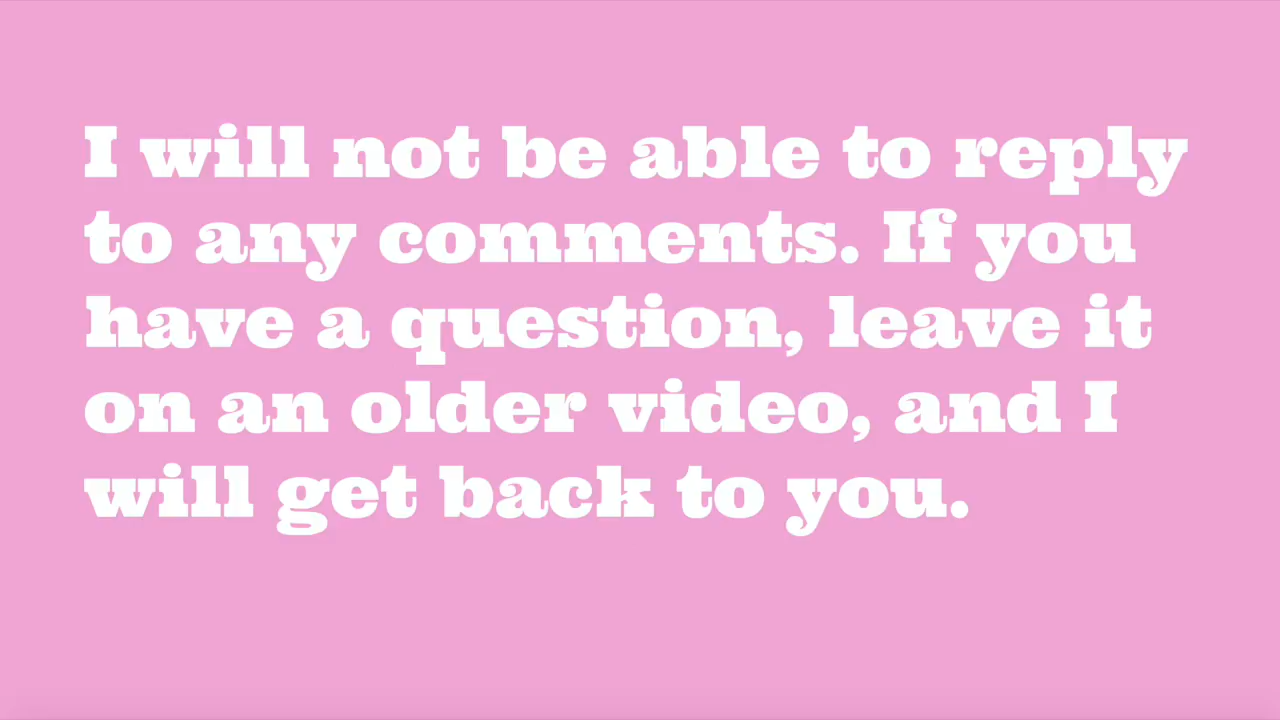 I will not be able to reply
to any comments. If you
have a question, leave it
on an older video, and I
will get back to you.